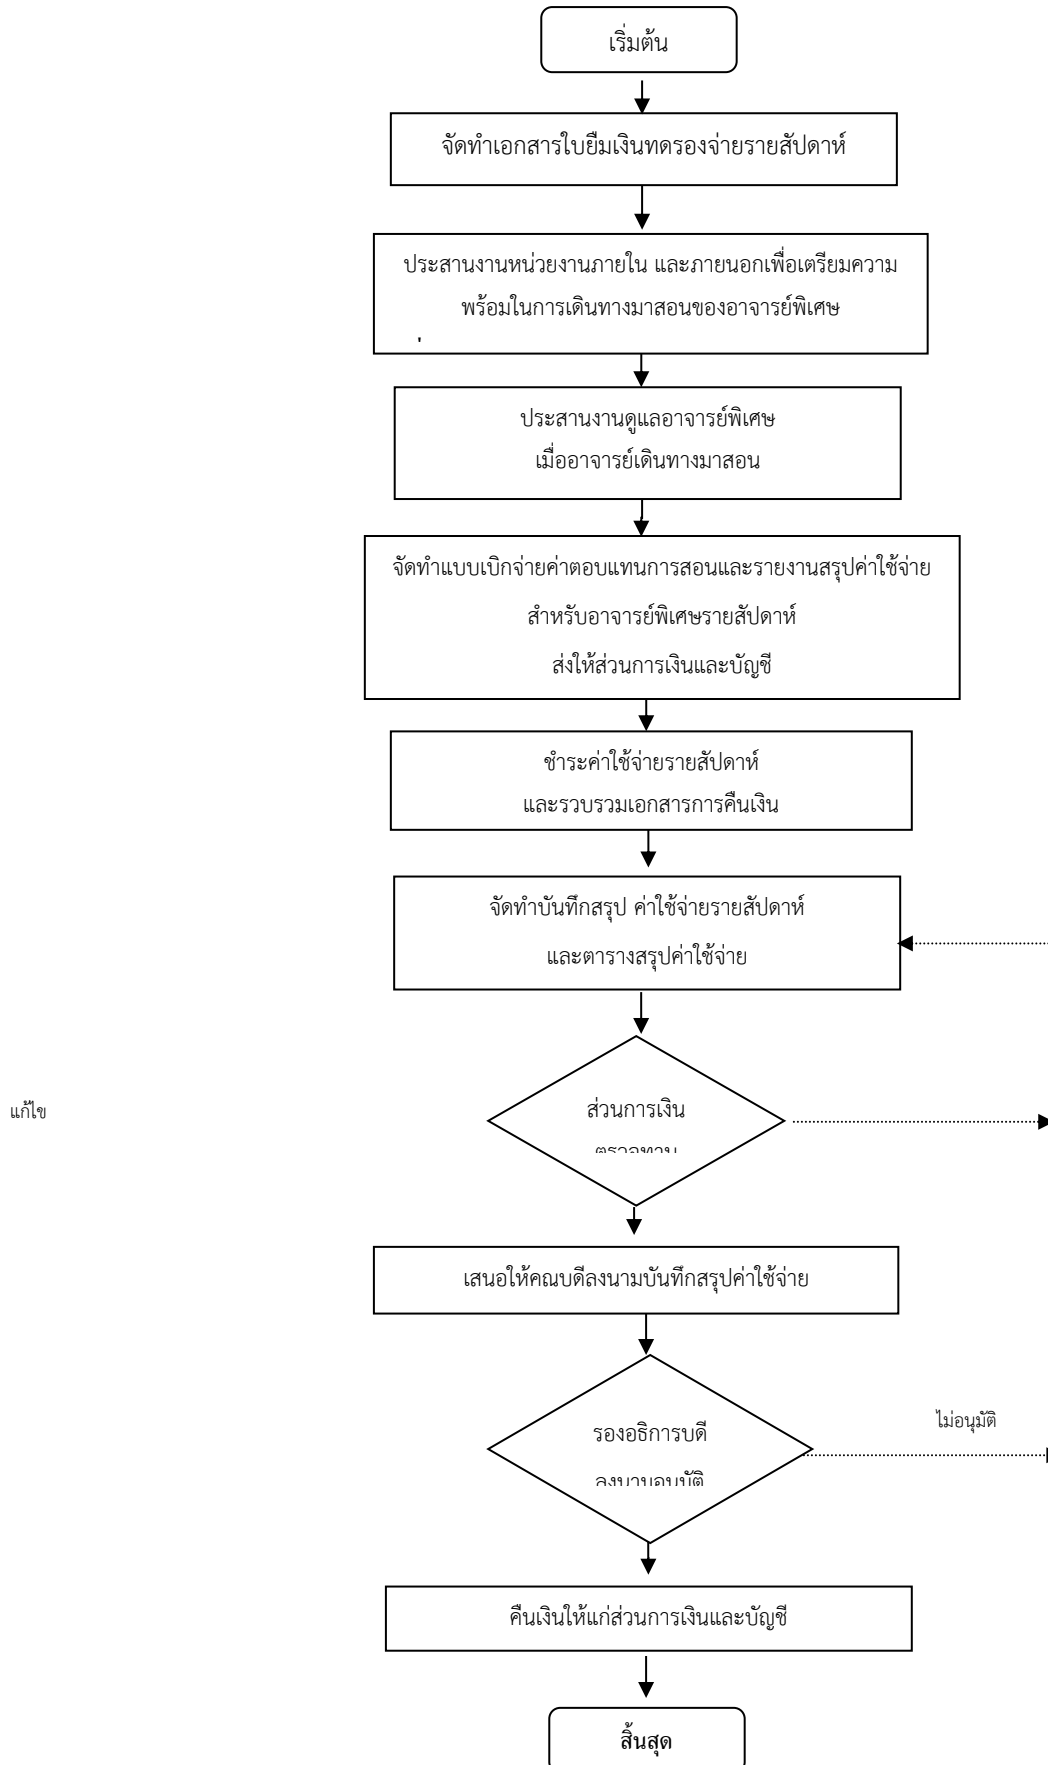 เริ่มต้น
จัดทำเอกสารใบยืมเงินทดรองจ่ายรายสัปดาห์
ประสานงานหน่วยงานภายใน และภายนอกเพื่อเตรียมความ
พร้อมในการเดินทางมาสอนของอาจารย์พิเศษ
ประสานงานดูแลอาจารย์พิเศษ
เมื่ออาจารย์เดินทางมาสอน
จัดทำแบบเบิกจ่ายค่าตอบแทนการสอนและรายงานสรุปค่าใช้จ่าย
สำหรับอาจารย์พิเศษรายสัปดาห์
ส่งให้ส่วนการเงินและบัญชี
ชำระค่าใช้จ่ายรายสัปดาห์
และรวบรวมเอกสารการคืนเงิน
จัดทำบันทึกสรุป ค่าใช้จ่ายรายสัปดาห์
และตารางสรุปค่าใช้จ่าย
แก้ไข
ส่วนการเงิน
เสนอให้คณบดีลงนามบันทึกสรุปค่าใช้จ่าย
ไม่อนุมัติ
รองอธิการบดี
คืนเงินให้แก่ส่วนการเงินและบัญชี
สิ้นสุด